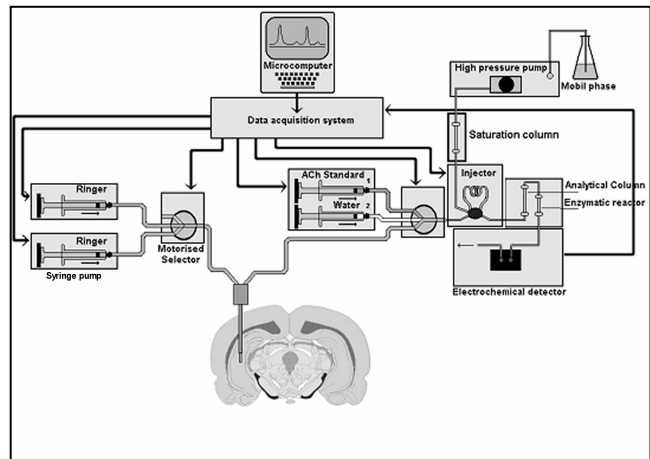 Microcomputer
High pressure pump
Mobil phase
Data acquisition system
Saturation column
ACh Standard 1
Injector
Ringer
Water 2
Analytical Column
Enzymatic reactor
Ringer
Motorised
Selector
Syringe pump
Electrochemical detector